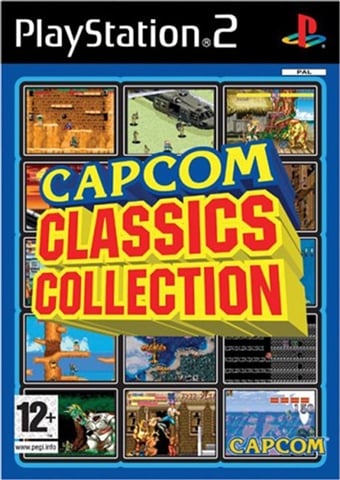 PlayStation®2
PAL
CAPCOM
CLASSICS
COLLECTION
12+
www.pegi.info
CAPCOM